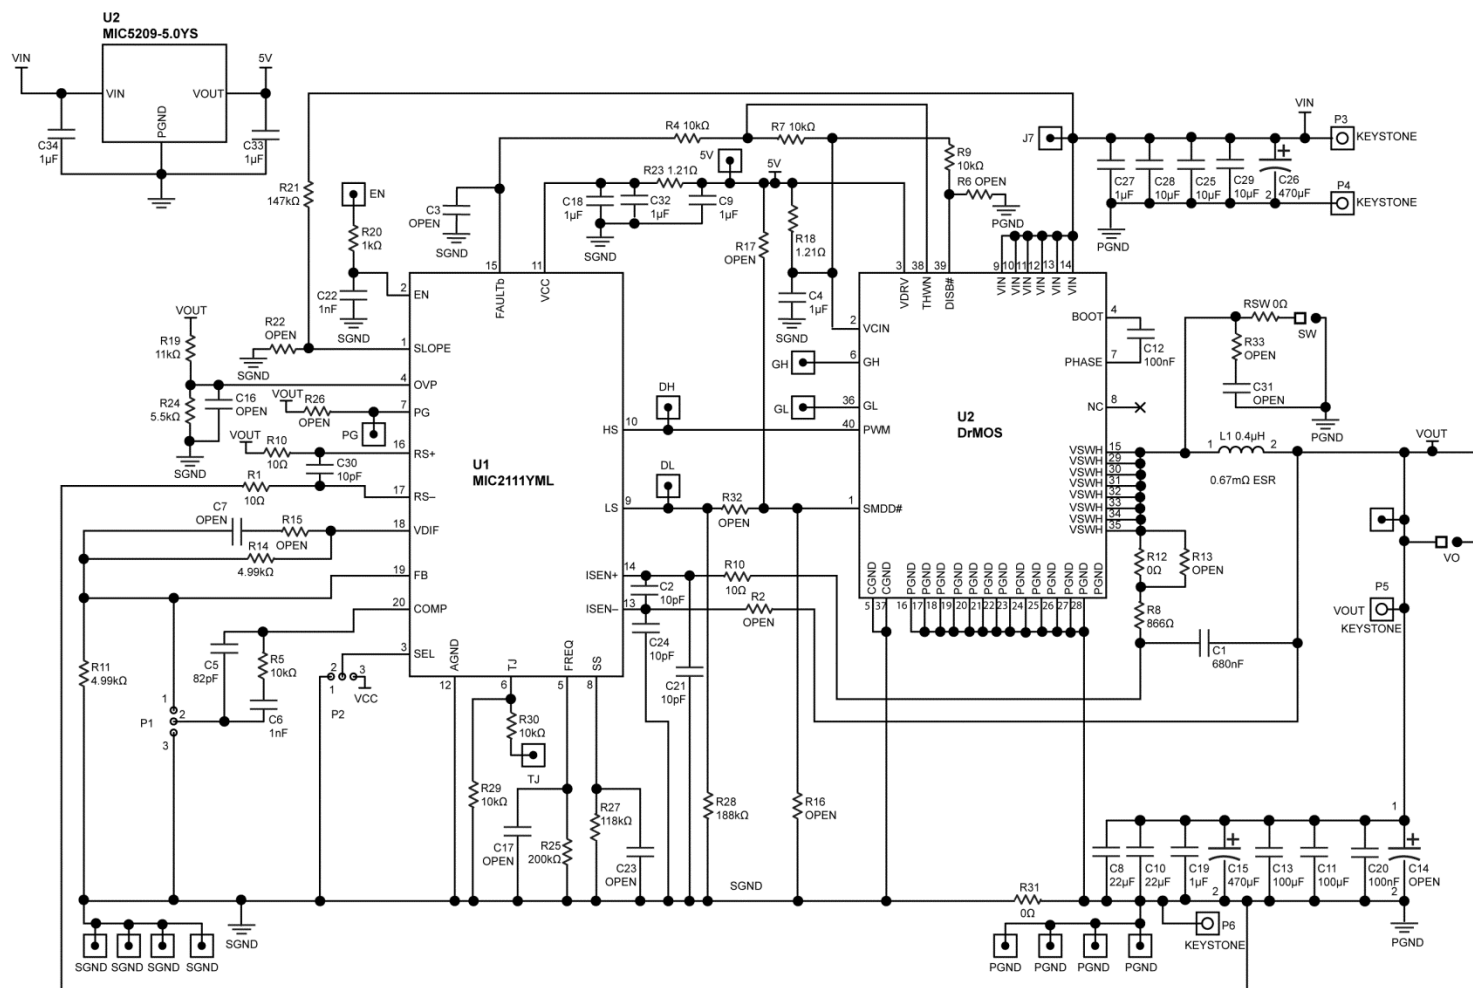 U2
MIC5209-5.0YS
VIN
5V
VIN
VOUT
PGND
C34
1µF
C33
1µF
R21
147kΩ
EN
R20
1kΩ
C22
1nF
SGND
C3
OPEN
SGND
R4 10kΩ
R7 10kΩ
R23 1.21Ω
5V
5V
C18
1µF
C32
1µF
C9
1µF
SGND
R17
OPEN
R18
1.21Ω
C4
1µF
SGND
R9
10kΩ
R6 OPEN
PGND
J7
VIN
P3
KEYSTONE
C27
1µF
C28
10µF
C25
10µF
C29
10µF
+
C26
470µF
2
P4
KEYSTONE
PGND
VOUT
R19
11kΩ
R22
OPEN
SGND
R24
5.5kΩ
C16
OPEN
SGND
VOUT
R26
OPEN
PG
VOUT
R10
10Ω
C30
10pF
R1
10Ω
C7
OPEN
R15
OPEN
R14
4.99kΩ
R11
4.99kΩ
C5
82pF
R5
10kΩ
C6
1nF
P1
1
2
3
2
3
1
P2
VCC
U1
MIC2111YML
15
FAULTb
11
VCC
2
EN
1
SLOPE
4
OVP
7
PG
16
RS+
17
RS–
18
VDIF
19
FB
20
COMP
3
SEL
AGND
12
TJ
6
FREQ
5
SS
8
HS
10
LS
9
ISEN+
14
ISEN–
13
DH
DL
R32
OPEN
R10
10Ω
R2
OPEN
C2
10pF
C24
10pF
C21
10pF
R30
10kΩ
TJ
R29
10kΩ
C17
OPEN
R25
200kΩ
R27
118kΩ
C23
OPEN
R28
188kΩ
R16
OPEN
SGND
U2
DrMOS
3
VDRV
38
THWN
39
DISB#
9
VIN
10
VIN
11
VIN
12
VIN
13
VIN
14
VIN
2
VCIN
6
GH
36
GL
40
PWM
1
SMDD#
GH
GL
BOOT
4
PHASE
7
C12
100nF
NC
8
VSWH
15
VSWH
29
VSWH
30
VSWH
31
VSWH
32
VSWH
33
VSWH
34
VSWH
35
CGND
5
CGND
37
PGND
16
PGND
17
PGND
18
PGND
19
PGND
20
PGND
21
PGND
22
PGND
23
PGND
24
PGND
25
PGND
26
PGND
27
PGND
28
RSW 0Ω
SW
R33
OPEN
C31
OPEN
PGND
1
L1 0.4µH
2
0.67mΩ ESR
VOUT
VO
R12
0Ω
R13
OPEN
R8
866Ω
C1
680nF
P5
VOUT
KEYSTONE
C8
22µF
C10
22µF
C19
1µF
+
C15
470µF
2
C13
100µF
C11
100µF
C20
100nF
1
+
C14
OPEN
2
R31
0Ω
P6
KEYSTONE
PGND
SGND
SGND
SGND
SGND
SGND
PGND
PGND
PGND
PGND